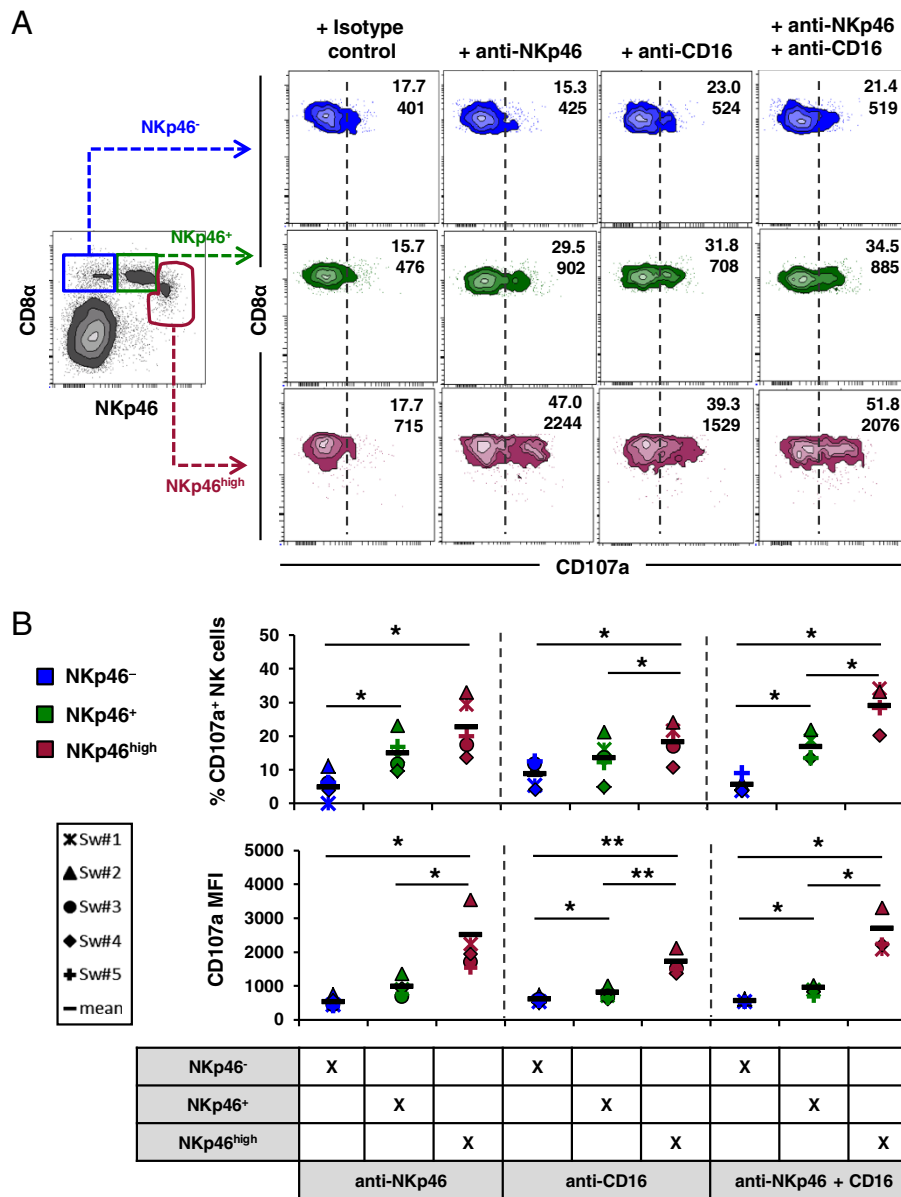 A
+ Isotype control
+ anti-NKp46
+ anti-CD16
+ anti-NKp46 + anti-CD16
NKp46-
NKp46+
NKp46high
CD8α
NKp46
CD8α
17.7
401
15.3
425
23.0
524
21.4
519
15.7
476
29.5
902
31.8
708
34.5
885
17.7
715
47.0
2244
39.3
1529
51.8
2076
CD107a
B
NKp46–
NKp46+
NKp46high
Sw#1
Sw#2
Sw#3
Sw#4
Sw#5
mean
% CD107a+ NK cells
50
40
30
20
10
0
* * * * * * *
CD107a MFI
5000
4000
3000
2000
1000
0
* * ** ** * * * *
NKp46- X X X
NKp46+ X X X
NKp46high X X X
anti-NKp46 anti-CD16 anti-NKp46 + CD16